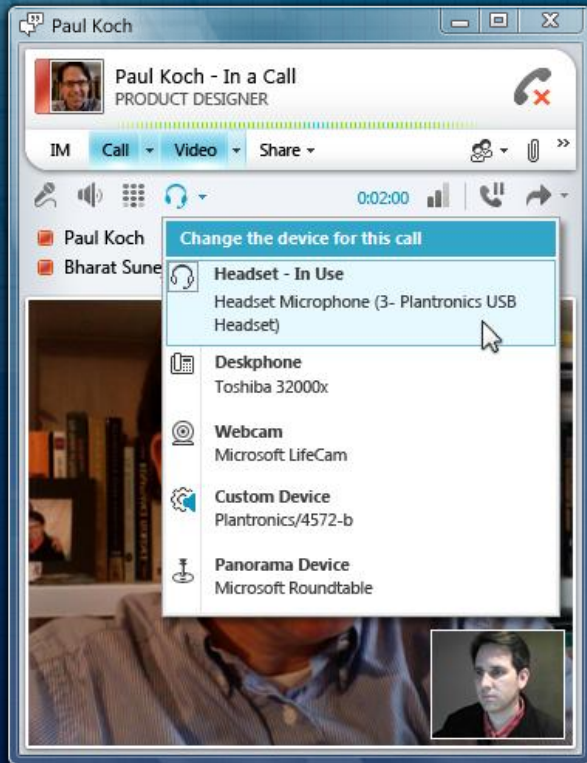 Paul Koch
Paul Koch - In a Call
PRODUCT DESIGNER
IM Call Video Share
0:02:00
Paul Koch
Bharat Sune
Change the device for this call
Headset - In Use
Headset Microphone (3- Plantronics USB
Headset)
Deskphone
Toshiba 32000x
Webcam
Microsoft LifeCam
Custom Device
Plantronics/4572-b
Panorama Device
Microsoft Roundtable